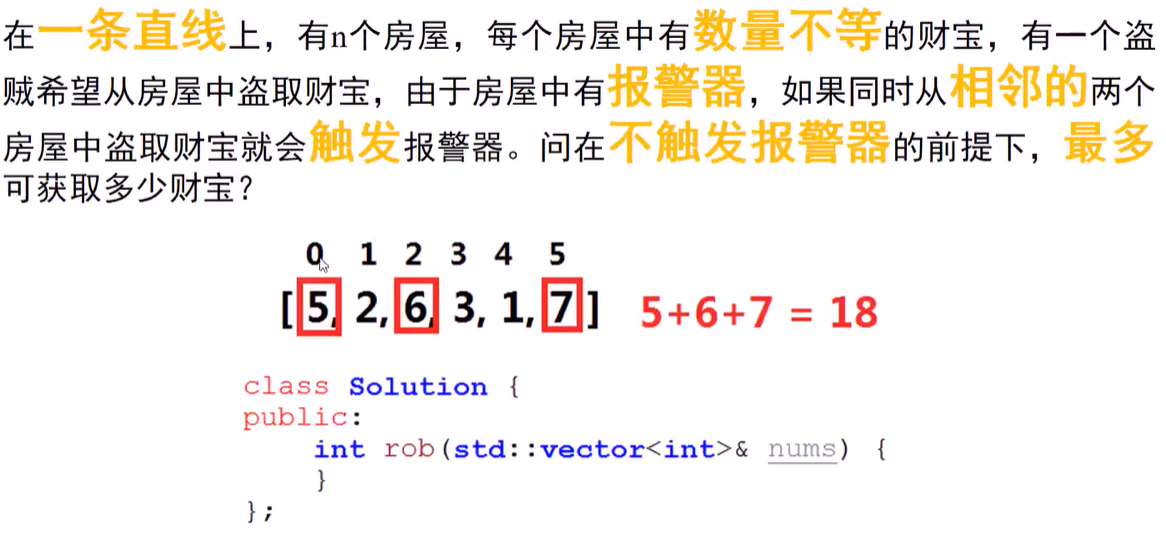 在一条直线上，有n个房屋，每个房屋中有数量不等的财宝，有一个盗
贼希望从房屋中盗取财宝，由于房屋中有报警器，如果同时从相邻的两个
房屋中盗取财宝就会触发报警器。问在不触发报警器的前提下，最多
可获取多少财宝？
0 1 2 3 4 5
[5, 2, 6, 3, 1, 7] 5+6+7 = 18
class Solution {
public:
    int rob(std::vector<int>& nums) {
    }
};